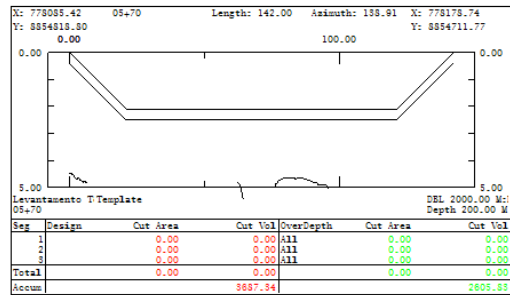 X: 778085.42 05+70 Length: 142.00 Azimuth: 138.91 X: 778178.74
Y: 8854818.80 Y: 8854711.77
0.00 100.00
0.00 0.00
5.00 5.00
Levantamento T Template DBL 2000.00 M:
05+70 Depth 200.00 M
Seg Design Cut Area Cut Vol OverDepth Cut Area Cut Vol
1 0.00 0.00 All 0.00 0.00
2 0.00 0.00 All 0.00 0.00
3 0.00 0.00 All 0.00 0.00
Total 0.00 0.00 0.00 0.00
Accum 3687.34